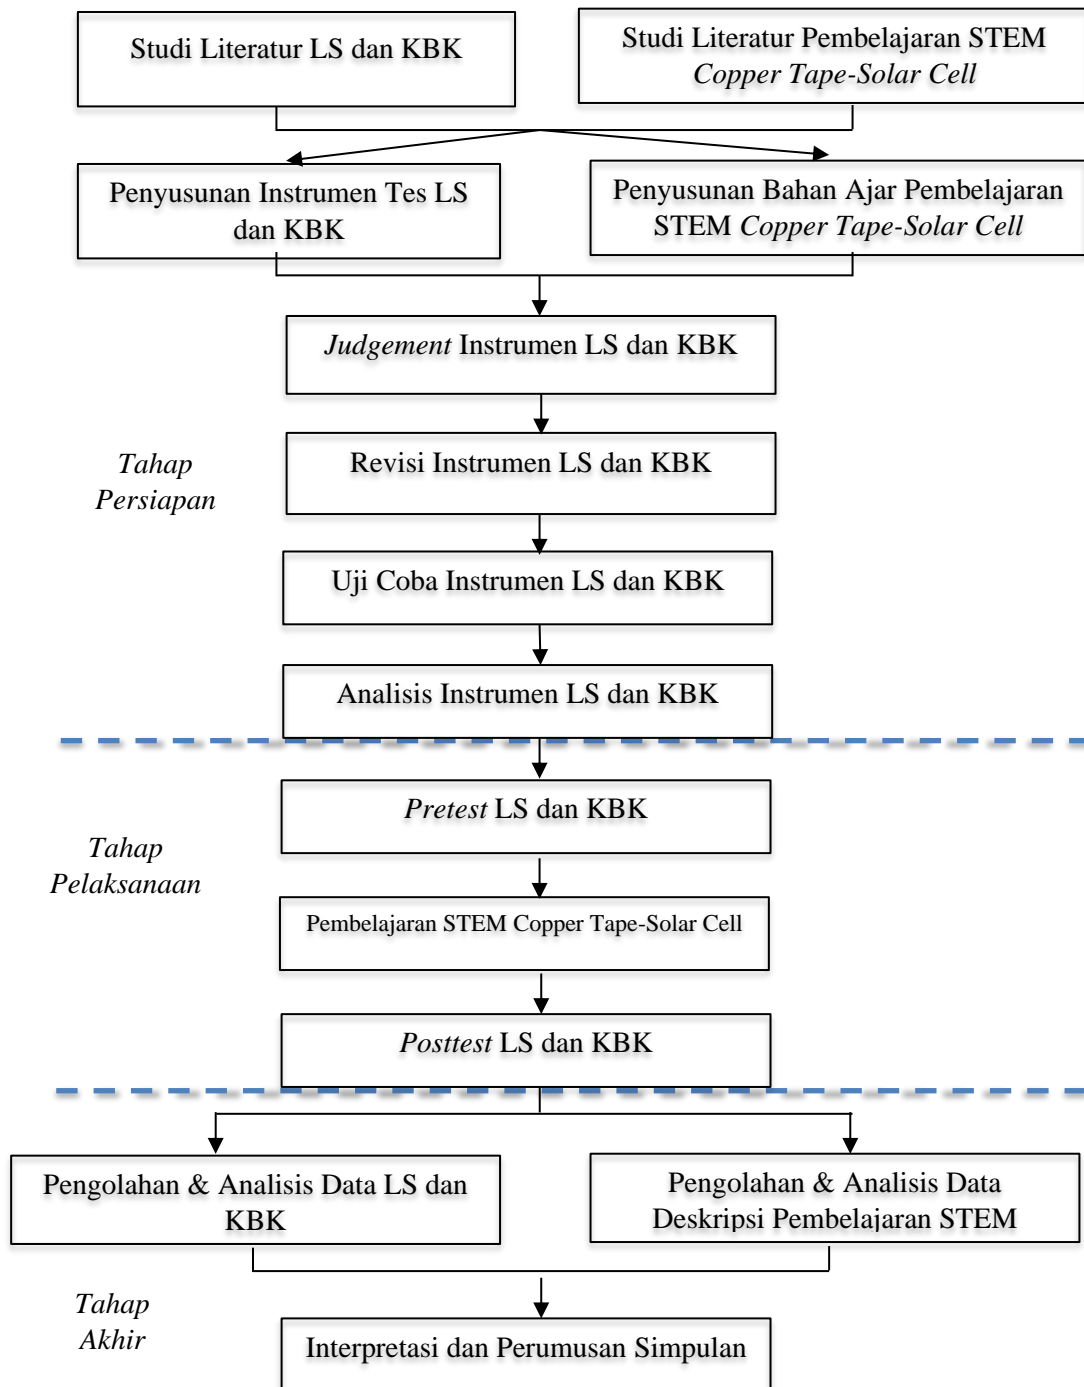 Studi Literatur LS dan KBK
Studi Literatur Pembelajaran STEM
Copper Tape-Solar Cell
Penyusunan Instrumen Tes LS
dan KBK
Penyusunan Bahan Ajar Pembelajaran
STEM Copper Tape-Solar Cell
Judgement Instrumen LS dan KBK
Tahap
Persiapan
Revisi Instrumen LS dan KBK
Uji Coba Instrumen LS dan KBK
Analisis Instrumen LS dan KBK
Pretest LS dan KBK
Tahap
Pelaksanaan
Pembelajaran STEM Copper Tape-Solar Cell
Posttest LS dan KBK
Pengolahan & Analisis Data LS dan
KBK
Pengolahan & Analisis Data
Deskripsi Pembelajaran STEM
Tahap
Akhir
Interpretasi dan Perumusan Simpulan